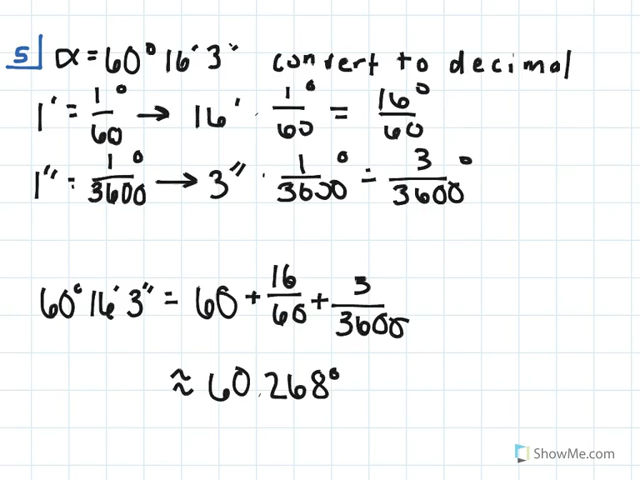 5 α = 60° 16' 3" convert to decimal
1' = 1/60° → 16' · 1/60° = 16/60°
1" = 1/3600° → 3" · 1/3600° = 3/3600°
60° 16' 3" = 60 + 16/60 + 3/3600
≈ 60.268°
ShowMe.com